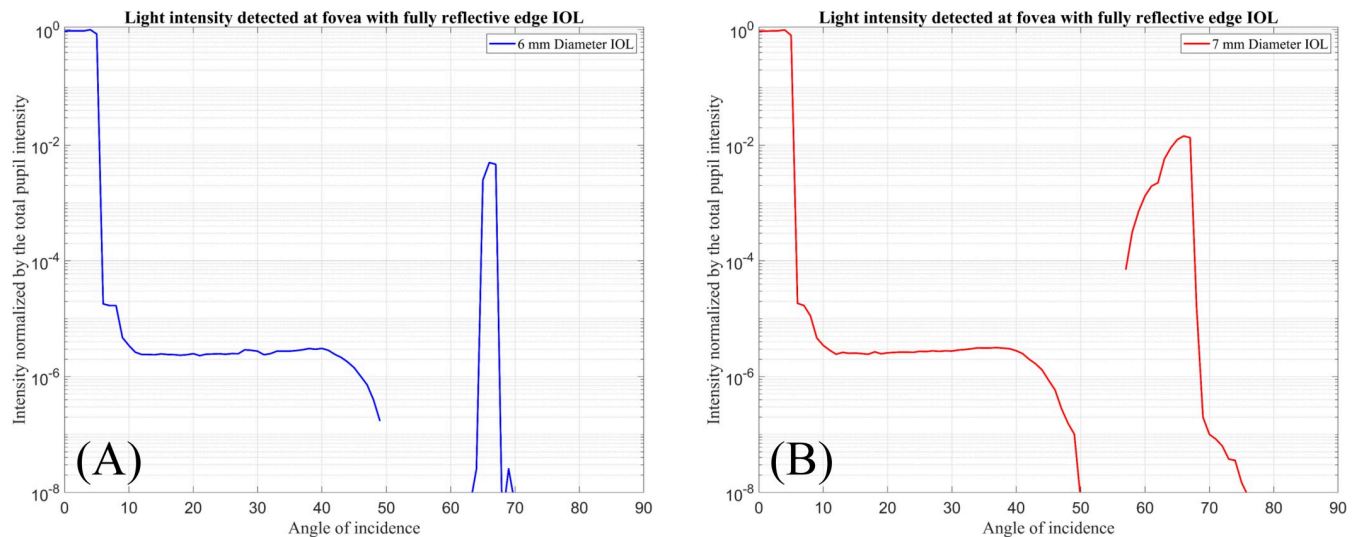 Light intensity detected at fovea with fully reflective edge IOL
6 mm Diameter IOL
Intensity normalized by the total pupil intensity
10^0
10^-2
10^-4
10^-6
10^-8
(A)
0 10 20 30 40 50 60 70 80 90
Angle of incidence
Light intensity detected at fovea with fully reflective edge IOL
7 mm Diameter IOL
Intensity normalized by the total pupil intensity
10^0
10^-2
10^-4
10^-6
10^-8
(B)
0 10 20 30 40 50 60 70 80 90
Angle of incidence